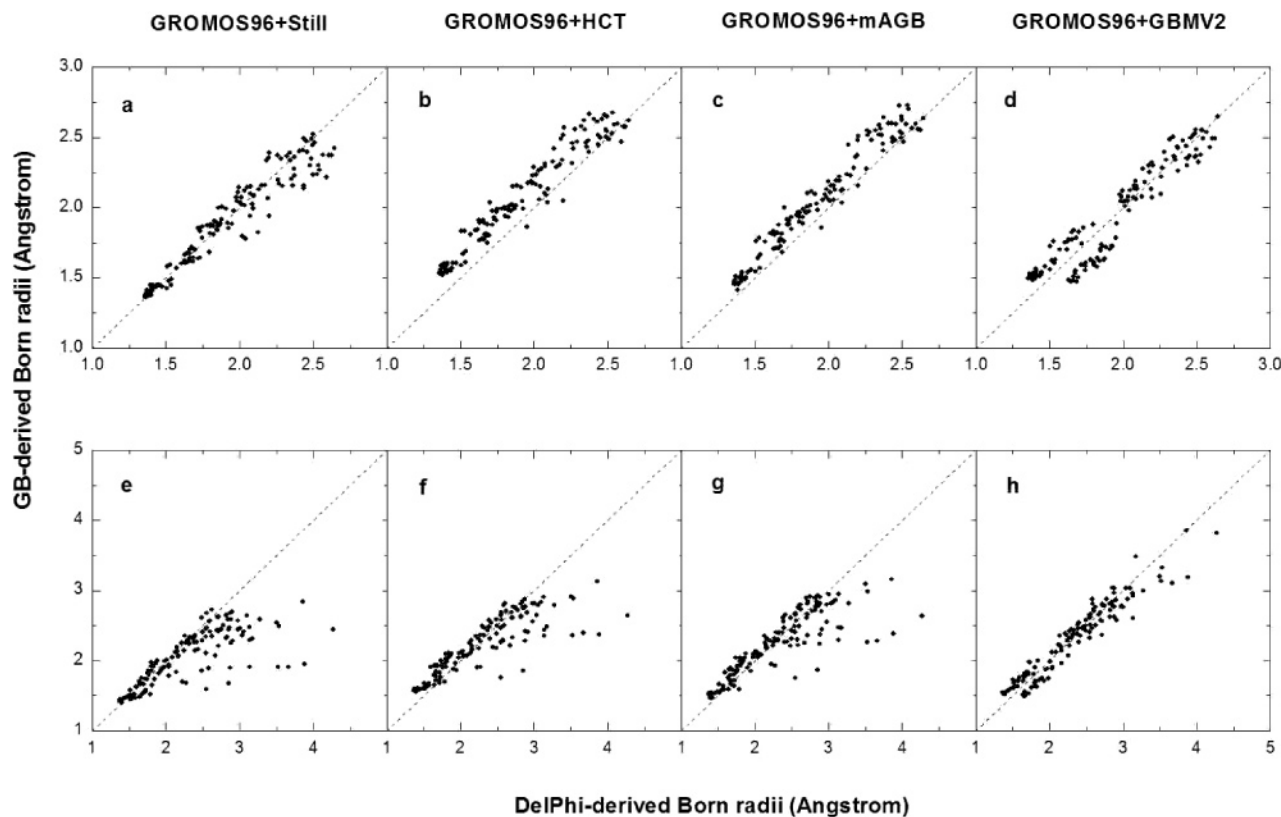 GROMOS96+Still GROMOS96+HCT GROMOS96+mAGB GROMOS96+GBMV2
3.0
a b c d
2.5
2.0
1.5
1.0
1.0 1.5 2.0 2.5 1.0 1.5 2.0 2.5 1.0 1.5 2.0 2.5 1.0 1.5 2.0 2.5 3.0
GB-derived Born radii (Angstrom)
5
e f g h
4
3
2
1
1 2 3 4 1 2 3 4 1 2 3 4 1 2 3 4 5
DelPhi-derived Born radii (Angstrom)